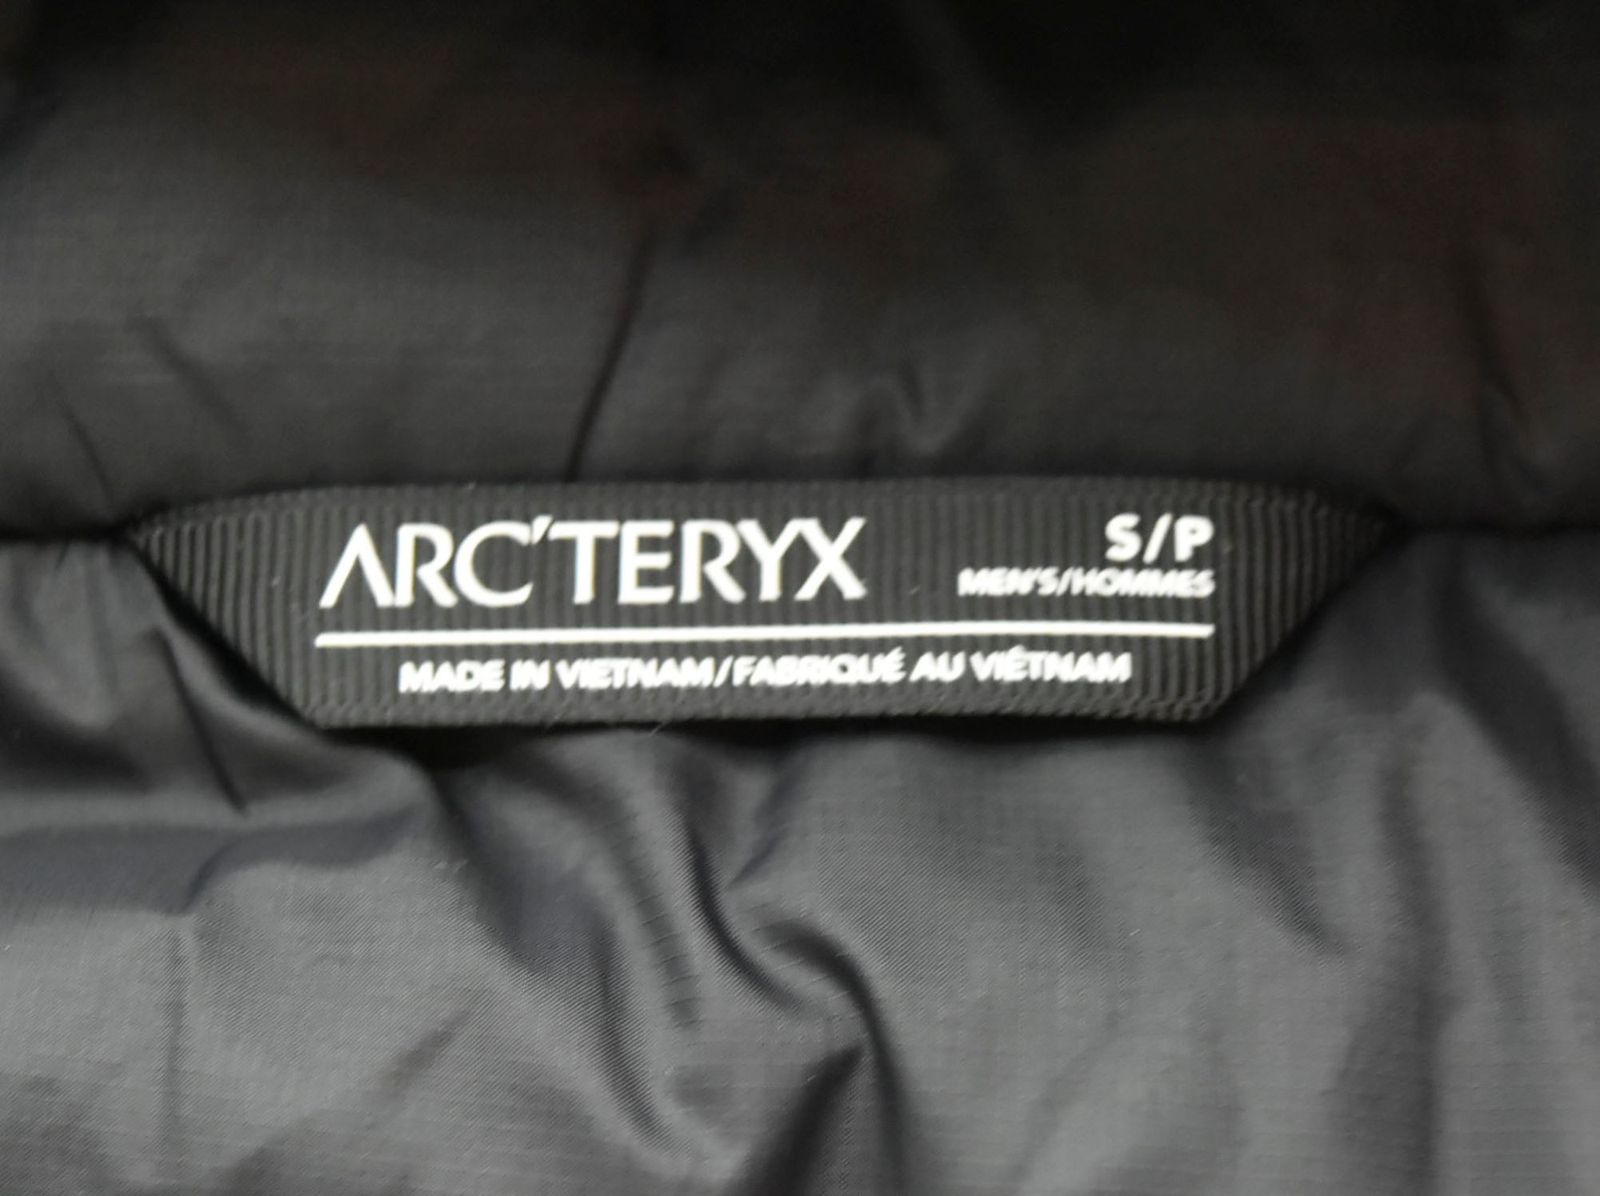 ARC'TERYX
S/P
MEN'S/HOMMES
MADE IN VIETNAM/FABRIQUÉ AU VIÊTNAM